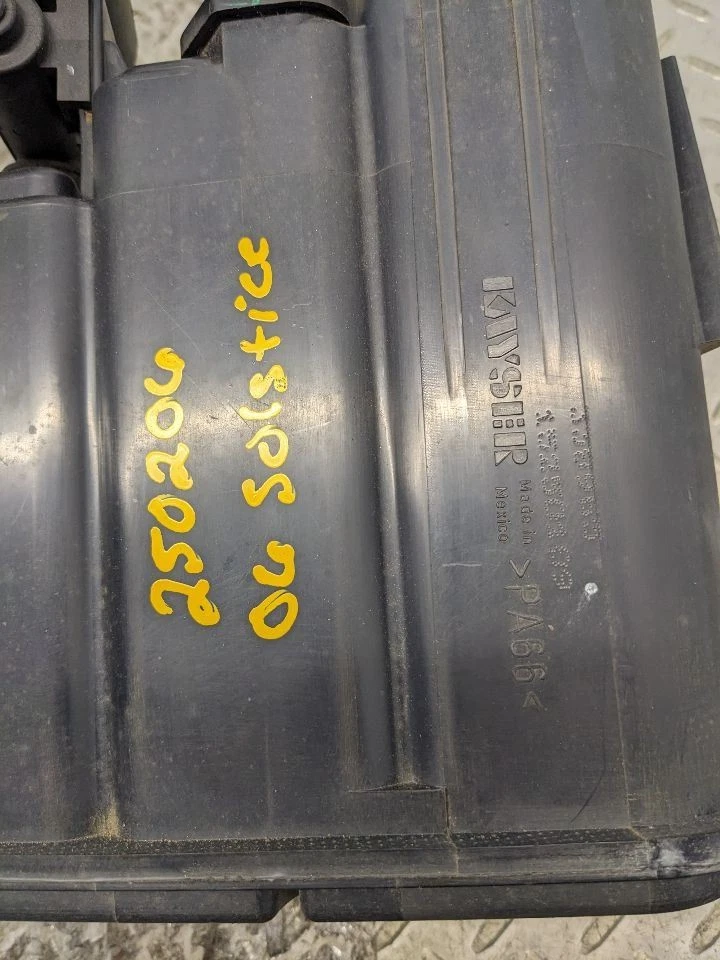 250206
06 Solstice
KAYSER
Made in
Mexico
>PA66<